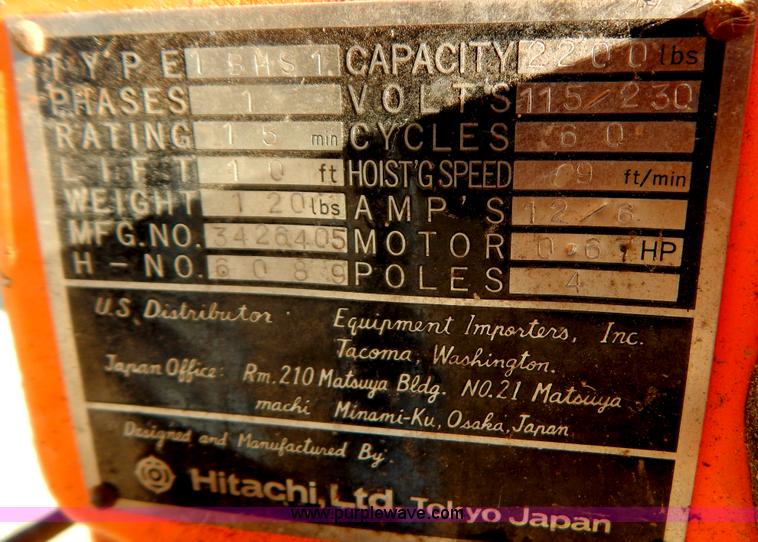 TYPE 1 BHS 1. CAPACITY 2200 lbs
PHASES 1 VOLTS 115/230
RATING 15 min CYCLES 60
LIFT 10 ft HOIST'G SPEED 09 ft/min
WEIGHT 120 lbs AMP'S 12/6
MFG.NO. 3426405 MOTOR 0.6 HP
H-NO. 6089 POLES 4
U.S. Distributor Equipment Importers, Inc.
Tacoma, Washington.
Japan Office: Rm. 210 Matsuya Bldg. NO.21 Matsuya
machi Minami-Ku, Osaka, Japan
Designed and Manufactured By:
Hitachi, Ltd. Tokyo Japan
www.purplewave.com